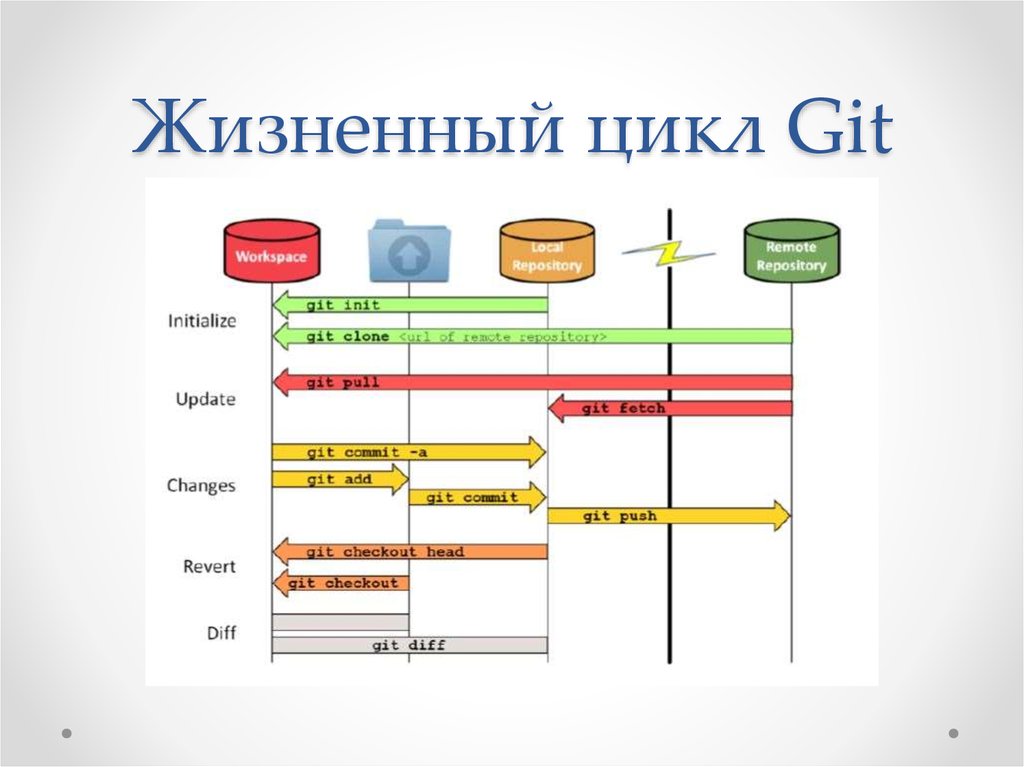 Жизненный цикл Git
Workspace
Local
Repository
Remote
Repository
Initialize
git init
git clone <url of remote repository>
Update
git pull
git fetch
Changes
git commit -a
git add
git commit
git push
Revert
git checkout head
git checkout
Diff
git diff